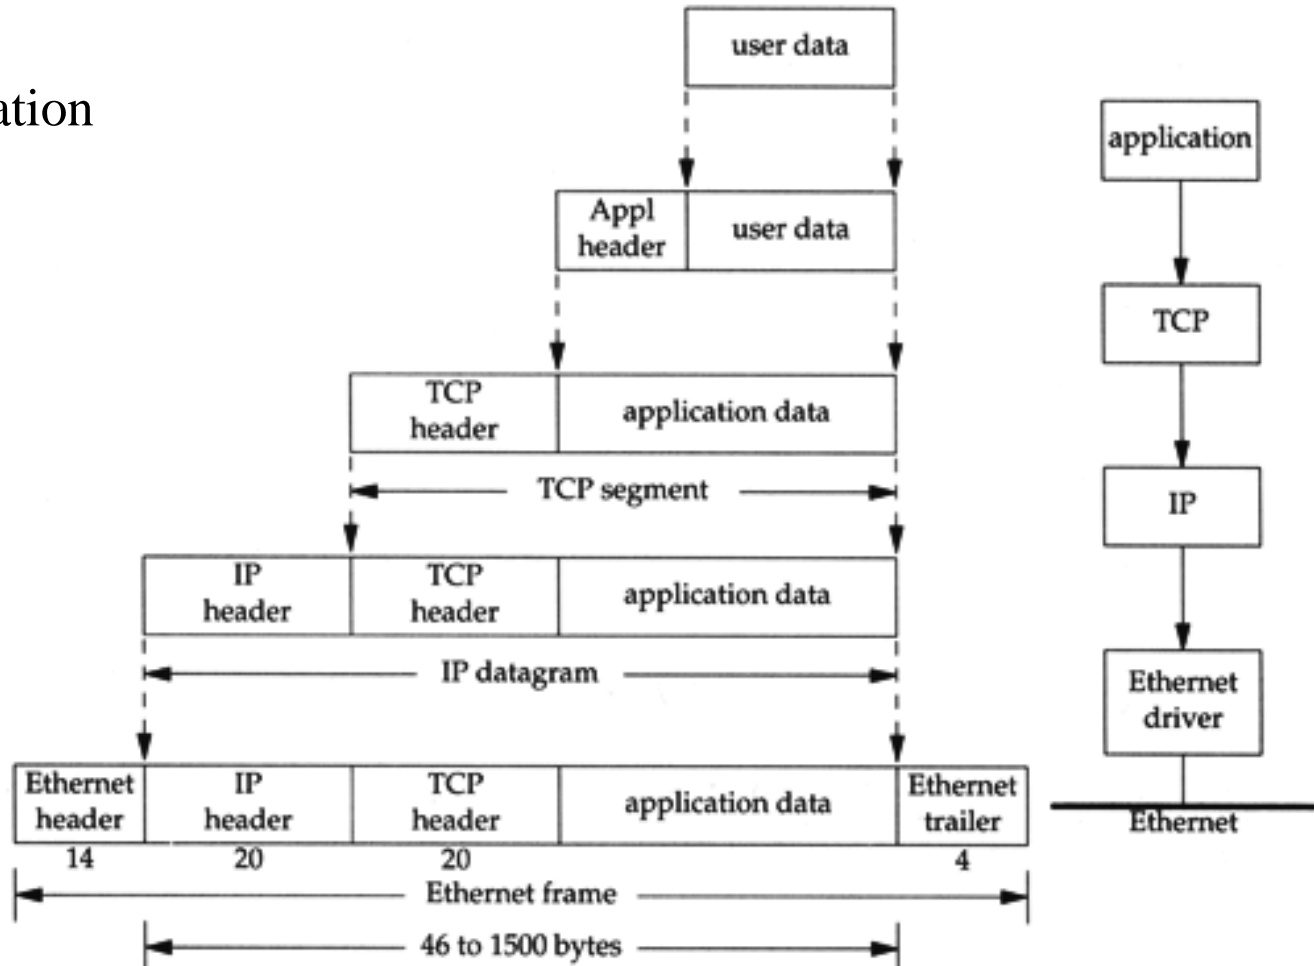 user data
ation
application
Appl
header
user data
TCP
header
application data
TCP
TCP segment
IP
header
TCP
header
application data
IP
IP datagram
Ethernet
driver
Ethernet
header
IP
header
TCP
header
application data
Ethernet
trailer
Ethernet
14
20
20
4
Ethernet frame
46 to 1500 bytes